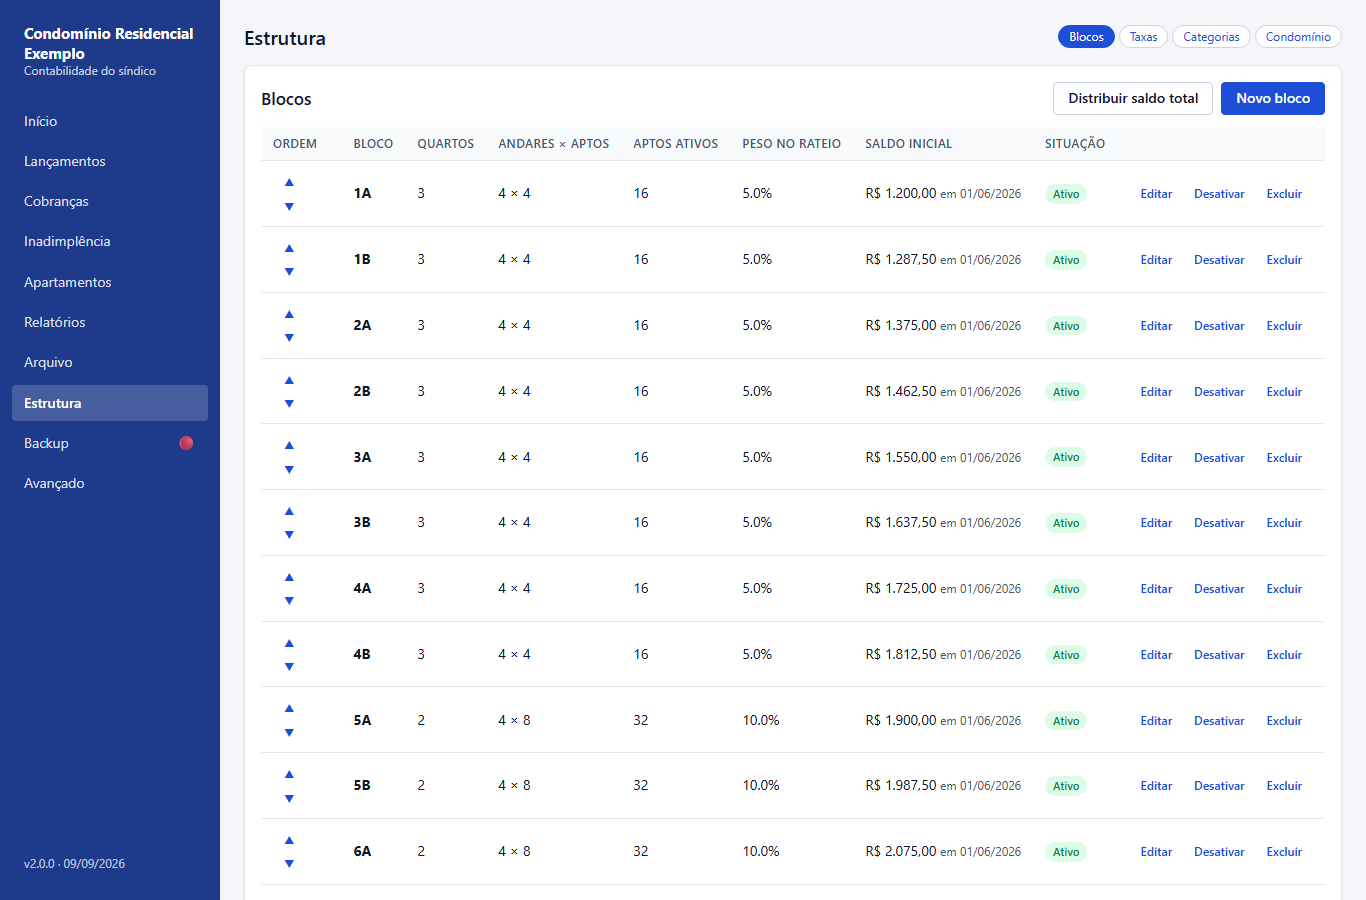 Condomínio Residencial
Exemplo
Contabilidade do síndico
Início
Lançamentos
Cobranças
Inadimplência
Apartamentos
Relatórios
Arquivo
Estrutura
Backup
Avançado
v2.0.0 · 09/09/2026
Estrutura
Blocos Taxas Categorias Condomínio
Blocos
Distribuir saldo total Novo bloco
ORDEM BLOCO QUARTOS ANDARES × APTOS APTOS ATIVOS PESO NO RATEIO SALDO INICIAL SITUAÇÃO
▲ ▼ 1A 3 4 × 4 16 5.0% R$ 1.200,00 em 01/06/2026 Ativo Editar Desativar Excluir
▲ ▼ 1B 3 4 × 4 16 5.0% R$ 1.287,50 em 01/06/2026 Ativo Editar Desativar Excluir
▲ ▼ 2A 3 4 × 4 16 5.0% R$ 1.375,00 em 01/06/2026 Ativo Editar Desativar Excluir
▲ ▼ 2B 3 4 × 4 16 5.0% R$ 1.462,50 em 01/06/2026 Ativo Editar Desativar Excluir
▲ ▼ 3A 3 4 × 4 16 5.0% R$ 1.550,00 em 01/06/2026 Ativo Editar Desativar Excluir
▲ ▼ 3B 3 4 × 4 16 5.0% R$ 1.637,50 em 01/06/2026 Ativo Editar Desativar Excluir
▲ ▼ 4A 3 4 × 4 16 5.0% R$ 1.725,00 em 01/06/2026 Ativo Editar Desativar Excluir
▲ ▼ 4B 3 4 × 4 16 5.0% R$ 1.812,50 em 01/06/2026 Ativo Editar Desativar Excluir
▲ ▼ 5A 2 4 × 8 32 10.0% R$ 1.900,00 em 01/06/2026 Ativo Editar Desativar Excluir
▲ ▼ 5B 2 4 × 8 32 10.0% R$ 1.987,50 em 01/06/2026 Ativo Editar Desativar Excluir
▲ ▼ 6A 2 4 × 8 32 10.0% R$ 2.075,00 em 01/06/2026 Ativo Editar Desativar Excluir